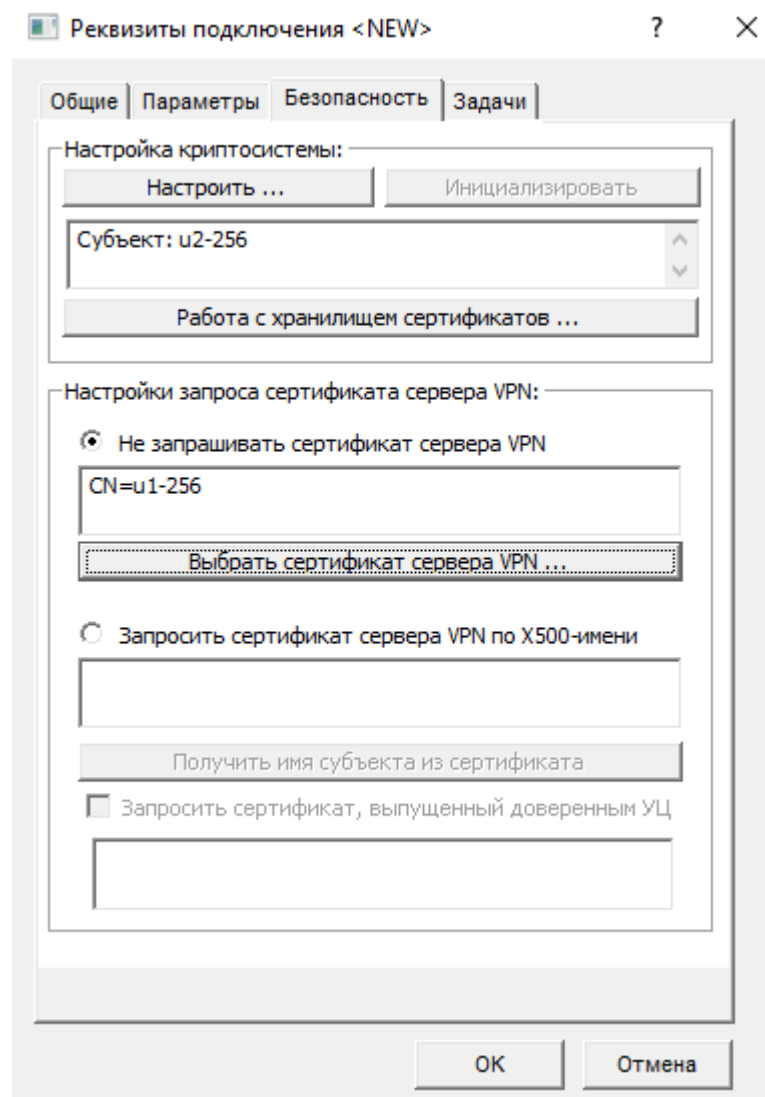 Реквизиты подключения <NEW>
?
Общие
Параметры
Безопасность
Задачи
Настройка криптосистемы:
Настроить ...
Инициализировать
Субъект: u2-256
Работа с хранилищем сертификатов ...
Настройки запроса сертификата сервера VPN:
Не запрашивать сертификат сервера VPN
CN=u1-256
Выбрать сертификат сервера VPN ...
Запросить сертификат сервера VPN по X500-имени
Получить имя субъекта из сертификата
Запросить сертификат, выпущенный доверенным УЦ
OK
Отмена